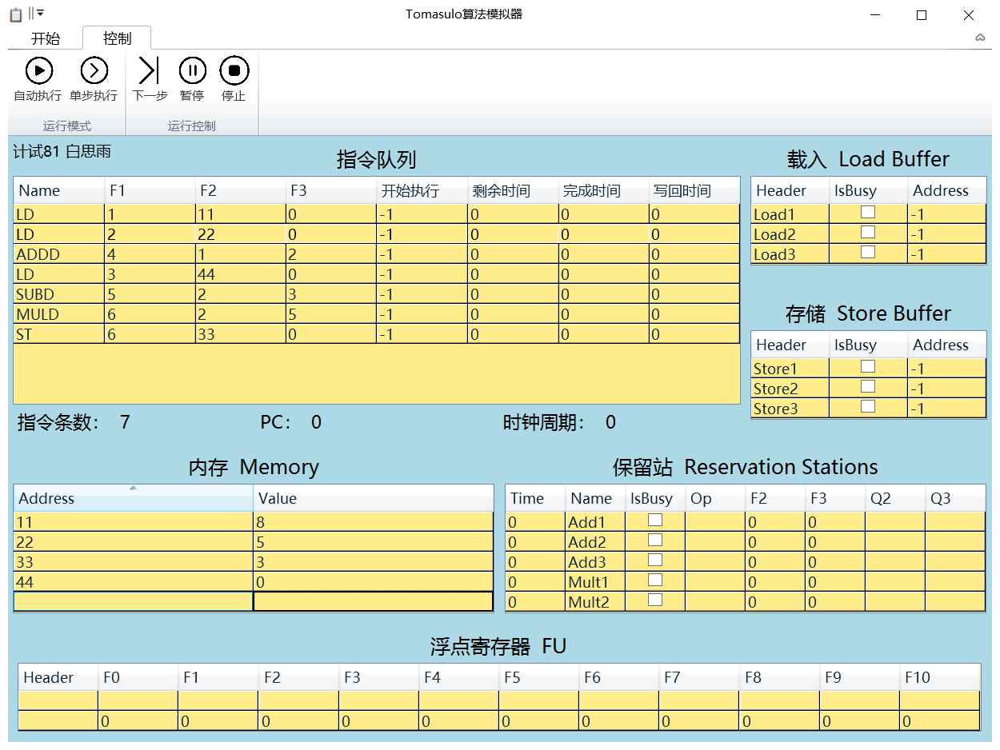 Tomasulo算法模拟器
开始 控制
自动执行 单步执行 下一步 暂停 停止
运行模式 运行控制
计试81 白思雨
指令队列
Name F1 F2 F3 开始执行 剩余时间 完成时间 写回时间
LD 1 11 0 -1 0 0 0
LD 2 22 0 -1 0 0 0
ADDD 4 1 2 -1 0 0 0
LD 3 44 0 -1 0 0 0
SUBD 5 2 3 -1 0 0 0
MULD 6 2 5 -1 0 0 0
ST 6 33 0 -1 0 0 0
指令条数： 7 PC： 0 时钟周期： 0
载入 Load Buffer
Header IsBusy Address
Load1 -1
Load2 -1
Load3 -1
存储 Store Buffer
Header IsBusy Address
Store1 -1
Store2 -1
Store3 -1
内存 Memory
Address Value
11 8
22 5
33 3
44 0
保留站 Reservation Stations
Time Name IsBusy Op F2 F3 Q2 Q3
0 Add1 0 0
0 Add2 0 0
0 Add3 0 0
0 Mult1 0 0
0 Mult2 0 0
浮点寄存器 FU
Header F0 F1 F2 F3 F4 F5 F6 F7 F8 F9 F10
0 0 0 0 0 0 0 0 0 0 0